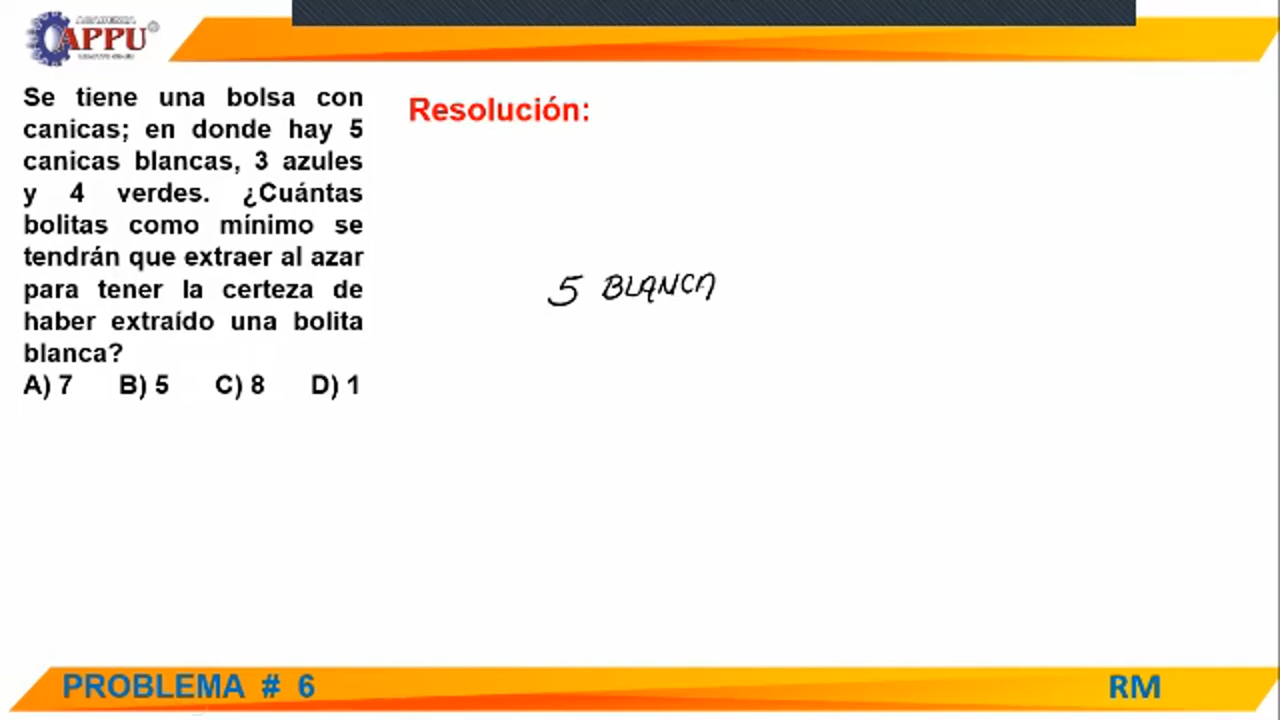 ACADEMIA
APPU
Se tiene una bolsa con
canicas; en donde hay 5
canicas blancas, 3 azules
y 4 verdes. ¿Cuántas
bolitas como mínimo se
tendrán que extraer al azar
para tener la certeza de
haber extraído una bolita
blanca?
A) 7 B) 5 C) 8 D) 1
Resolución:
5 BLANCA
PROBLEMA # 6
RM